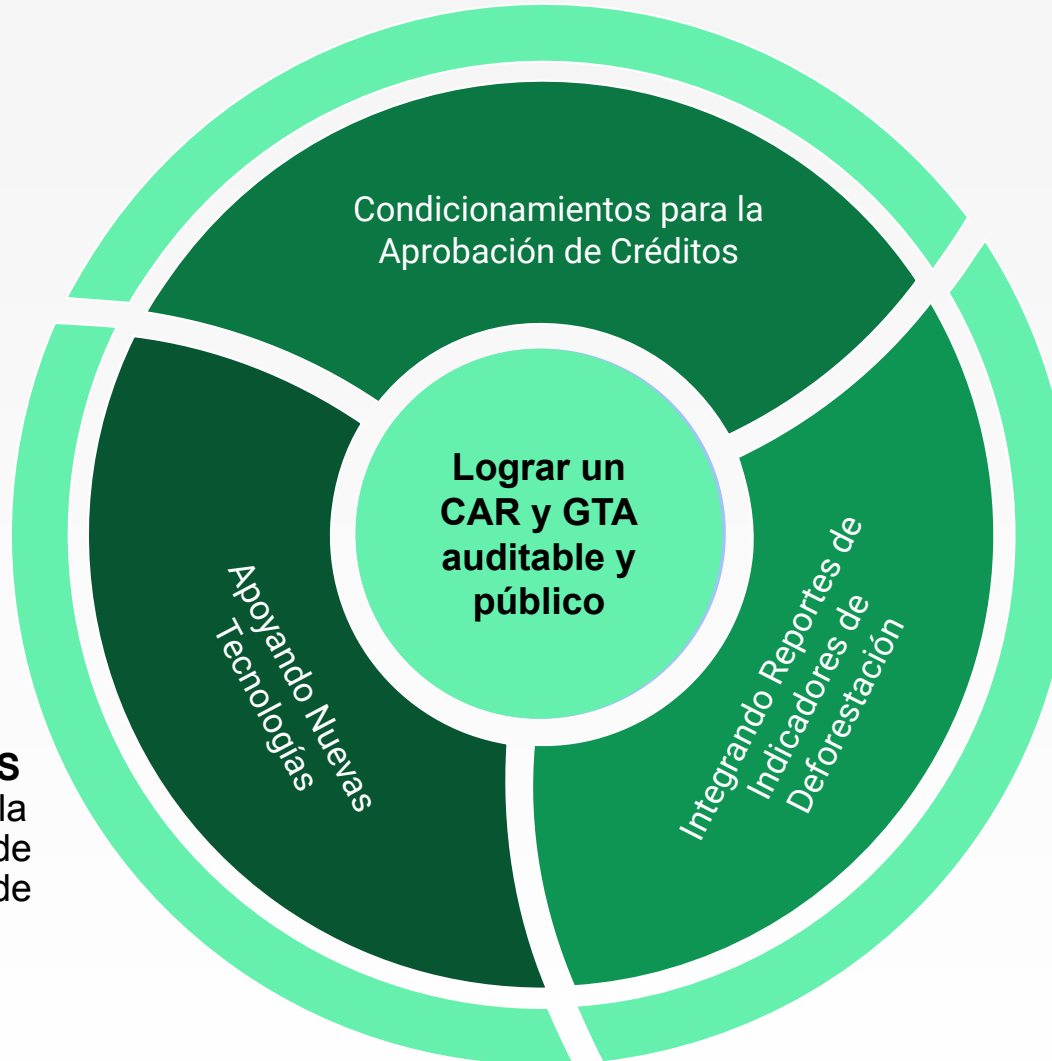 Condicionamientos para la
Aprobación de Créditos
Lograr un
CAR y GTA
auditable y
público
Integrando Reportes de
Indicadores de
Deforestación
Apoyando Nuevas
Tecnologías
S
la
de
de